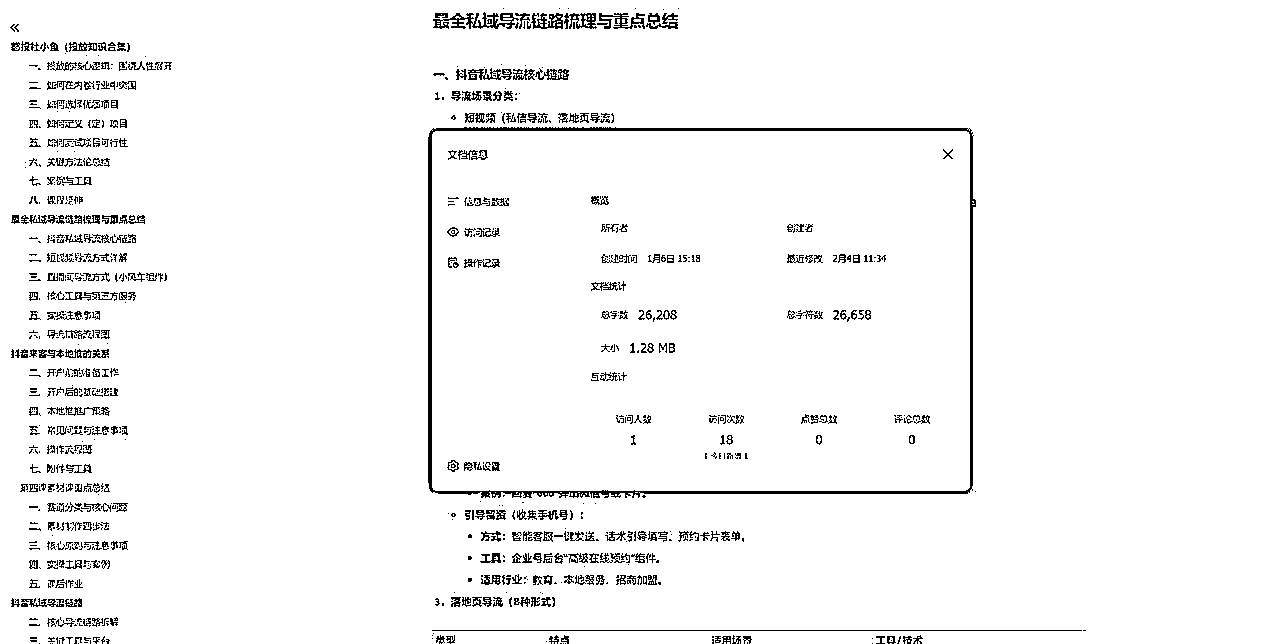 黔投社小鱼(投放知识合集)
一、投放的核心逻辑:围绕人性展开
二、如何在内卷行业中突围
三、如何选择优质项目
四、如何定义(定)项目
五、如何测试项目可行性
六、关键方法论总结
七、案例与工具
八、课程延伸
最全私域导流链路梳理与重点总结
一、抖音私域导流核心链路
二、短视频导流方式详解
三、直播间导流方式(小风车组件)
四、核心工具与第三方服务
五、实操注意事项
六、导流链路流程图
抖音来客与本地推的关系
二、开户前的准备工作
三、开户后的基础搭建
四、本地推推广策略
五、常见问题与注意事项
六、操作流程图
七、附件与工具
第四课素材课重点总结
一、赛道分类与核心问题
二、素材制作四步法
三、核心原则与注意事项
四、实操工具与案例
五、课后作业
抖音私域导流链路
二、核心导流链路拆解
三、关键工具与平台
最全私域导流链路梳理与重点总结
一、抖音私域导流核心链路
1. 导流场景分类:
短视频(私信导流、落地页导流)
文档信息
信息与数据
访问记录
操作记录
隐私设置
概览
所有者
创建者
创建时间 1月6日 15:18
最近修改 2月4日 11:34
文档统计
总字数 26,208
总字符数 26,658
大小 1.28 MB
互动统计
访问人数
访问次数
点赞总数
评论总数
1
18
0
0
引导留资(收集手机号):
方式:智能客服一键发送、话术引导填写、预约卡片表单。
工具:企业号后台"高级在线预约"组件。
适用行业:教育、本地服务、招商加盟。
3. 落地页导流(8种形式)
类型 特点 适用场景 工具/技术